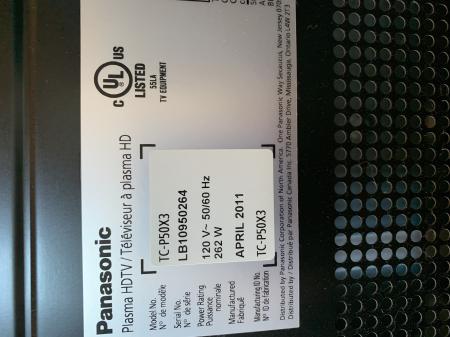 C UL US
®
LISTED
55LA
TV EQUIPMENT
Panasonic
Plasma HDTV / Téléviseur à plasma HD
Model No.
N° de modèle
TC-P50X3
Serial No.
N° de série
LB10950264
Power Rating
Puissance nominale
120 V~ 50/60 Hz
262 W
Manufactured
Fabriqué
APRIL 2011
Manufacturing ID No.
N° ID de fabrication
TC-P50X3
Distributed by Panasonic Corporation of North America. One Panasonic Way Secaucus, New Jersey 070
Distributed by / Distribué par Panasonic Canada Inc. 5770 Ambler Drive, Mississauga, Ontario L4W 2T3